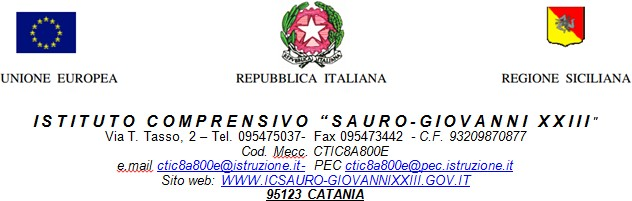 UNIONE EUROPEA REPUBBLICA ITALIANA REGIONE SICILIANA
ISTITUTO COMPRENSIVO “SAURO-GIOVANNI XXIII”
Via T. Tasso, 2 – Tel. 095475037- Fax 095473442 - C.F. 93209870877
Cod. Mecc. CTIC8A800E
e.mail ctic8a800e@istruzione.it- PEC ctic8a800e@pec.istruzione.it
Sito web: WWW.ICSAURO-GIOVANNIXXIII.GOV.IT
95123 CATANIA